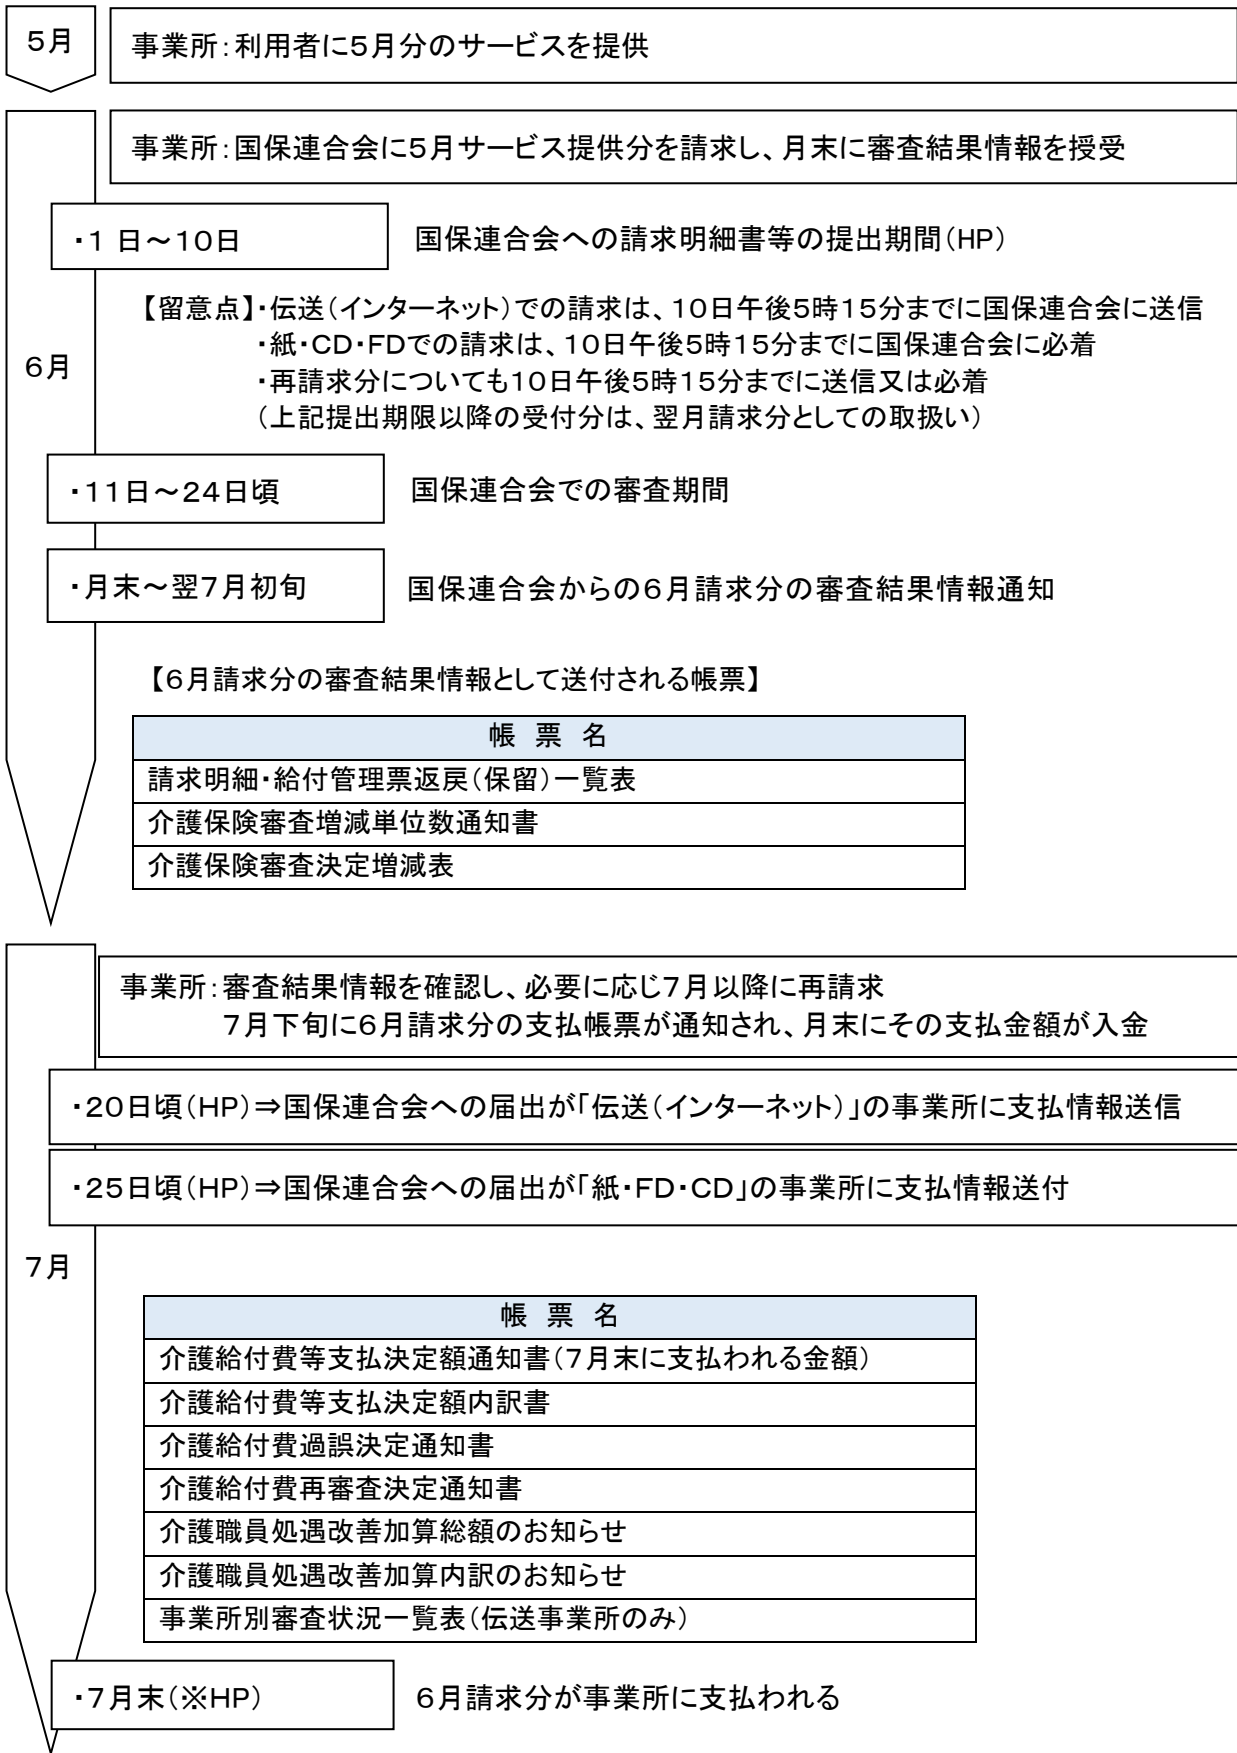 5月
事業所：利用者に5月分のサービスを提供
事業所：国保連合会に5月サービス提供分を請求し、月末に審査結果情報を授受
・1 日～10日
国保連合会への請求明細書等の提出期間（HP）
【留意点】・伝送（インターネット）での請求は、10日午後5時15分までに国保連合会に送信
・紙・CD・FDでの請求は、10日午後5時15分までに国保連合会に必着
6月
・再請求分についても10日午後5時15分までに送信又は必着
（上記提出期限以降の受付分は、翌月請求分としての取扱い）
・11日～24日頃
国保連合会での審査期間
・月末～翌7月初旬
国保連合会からの6月請求分の審査結果情報通知
【6月請求分の審査結果情報として送付される帳票】
帳 票 名
請求明細・給付管理票返戻（保留）一覧表
介護保険審査増減単位数通知書
介護保険審査決定増減表
事業所：審査結果情報を確認し、必要に応じ7月以降に再請求
7月下旬に6月請求分の支払帳票が通知され、月末にその支払金額が入金
・20日頃（HP）⇒国保連合会への届出が「伝送（インターネット）」の事業所に支払情報送信
・25日頃（HP）⇒国保連合会への届出が「紙・FD・CD」の事業所に支払情報送付
7月
帳 票 名
介護給付費等支払決定額通知書（7月末に支払われる金額）
介護給付費等支払決定額内訳書
介護給付費過誤決定通知書
介護給付費再審査決定通知書
介護職員処遇改善加算総額のお知らせ
介護職員処遇改善加算内訳のお知らせ
事業所別審査状況一覧表（伝送事業所のみ）
・7月末（※HP）
6月請求分が事業所に支払われる